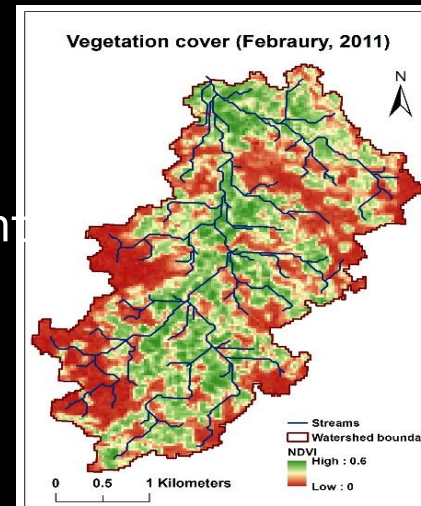 Vegetation cover (Febraury, 2011)
N
Streams
Watershed bounda
NDVI
High : 0.6
Low : 0
0 0.5 1 Kilometers